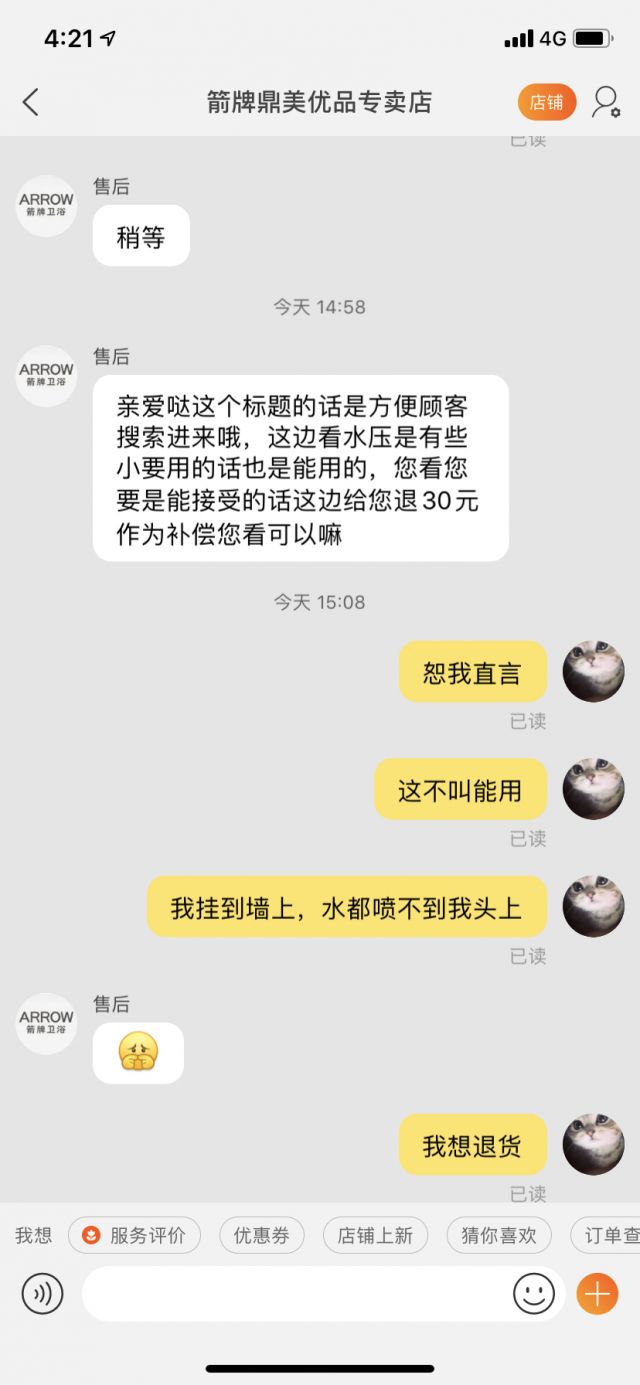 4:21
4G
箭牌鼎美优品专卖店
店铺
已读
ARROW
箭牌卫浴
售后
稍等
今天 14:58
ARROW
箭牌卫浴
售后
亲爱哒这个标题的话是方便顾客
搜索进来哦，这边看水压是有些
小要用的话也是能用的，您看您
要是能接受的话这边给您退30元
作为补偿您看可以嘛
今天 15:08
恕我直言
已读
这不叫能用
已读
我挂到墙上，水都喷不到我头上
已读
ARROW
箭牌卫浴
售后
我想退货
已读
我想
服务评价
优惠券
店铺上新
猜你喜欢
订单查